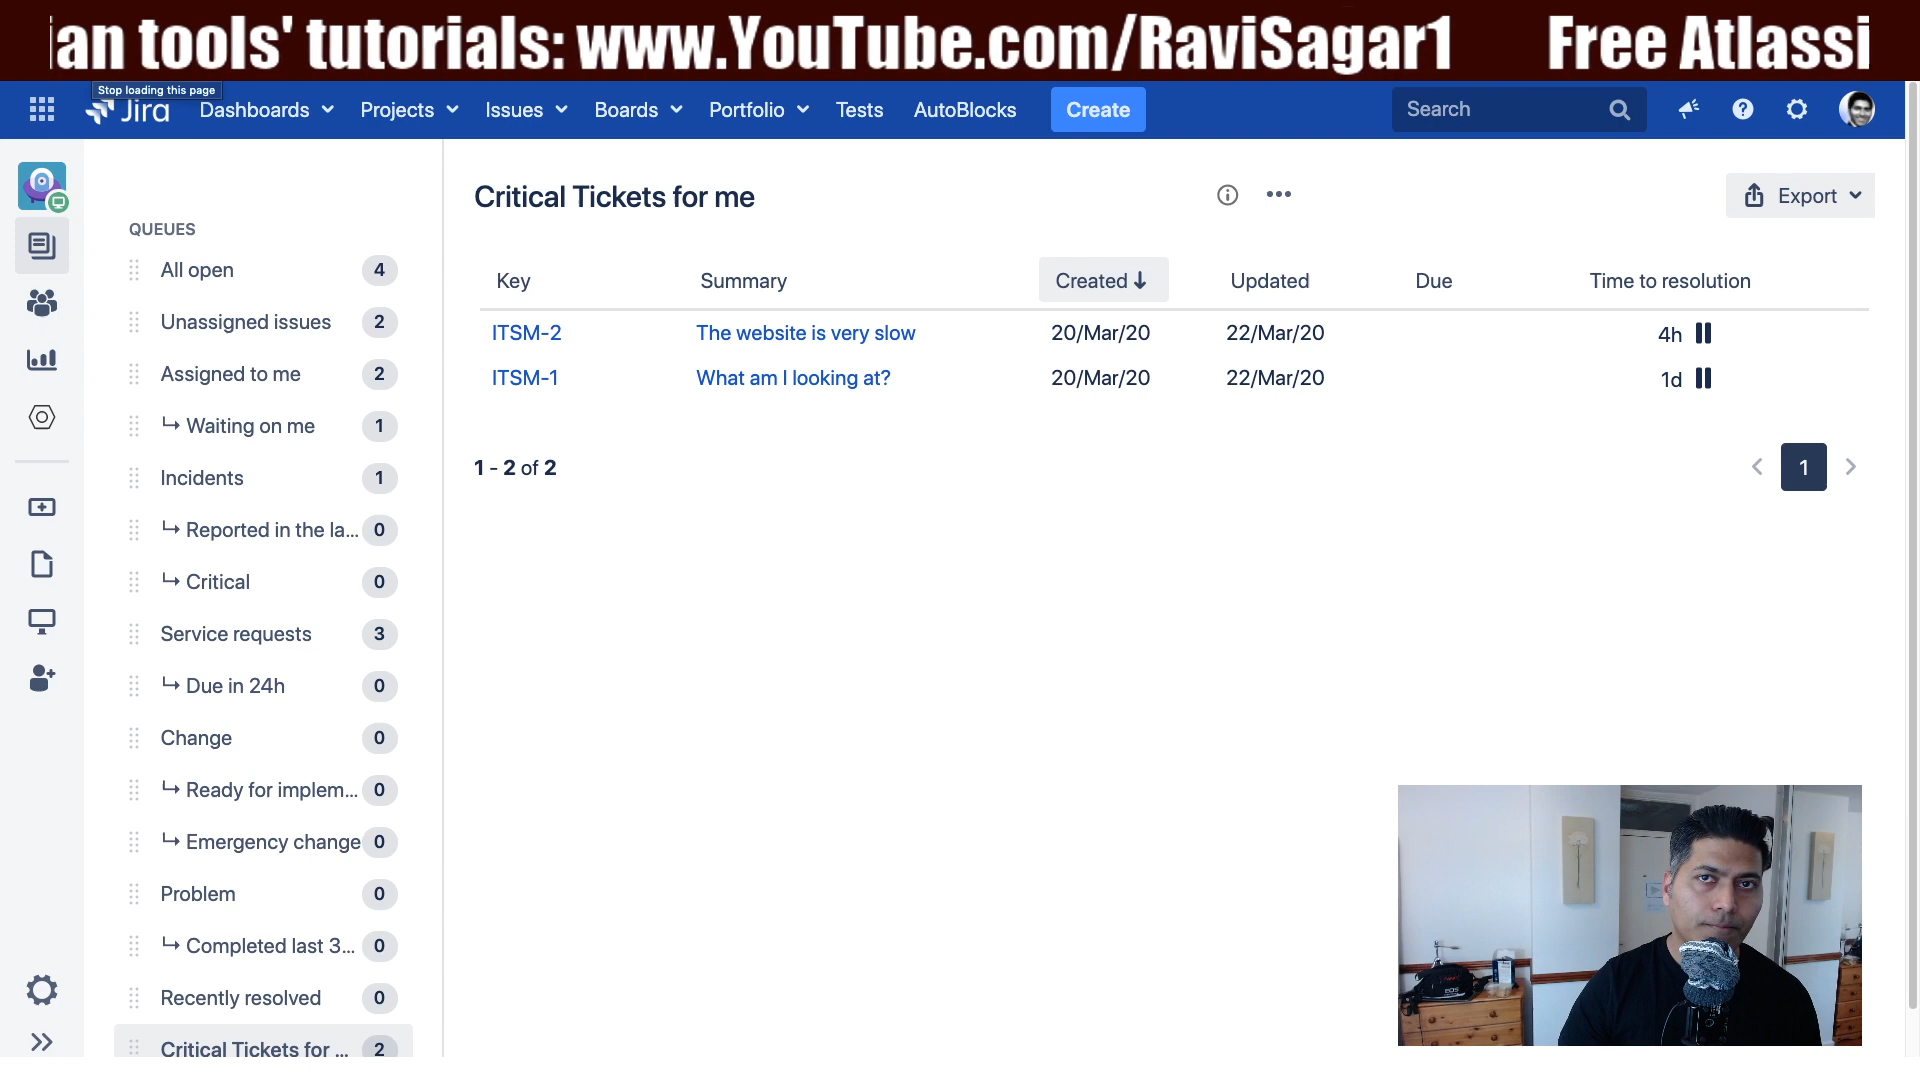 ian tools' tutorials: www.YouTube.com/RaviSagar1 Free Atlassi
Stop loading this page
Jira Dashboards Projects Issues Boards Portfolio Tests AutoBlocks Create Search
Critical Tickets for me
Export
QUEUES
All open 4
Unassigned issues 2
Assigned to me 2
Waiting on me 1
Incidents 1
Reported in the la... 0
Critical 0
Service requests 3
Due in 24h 0
Change 0
Ready for implem... 0
Emergency change 0
Problem 0
Completed last 3... 0
Recently resolved 0
Critical Tickets for ... 2
Key Summary Created Updated Due Time to resolution
ITSM-2 The website is very slow 20/Mar/20 22/Mar/20 4h
ITSM-1 What am I looking at? 20/Mar/20 22/Mar/20 1d
1 - 2 of 2
1
EOS